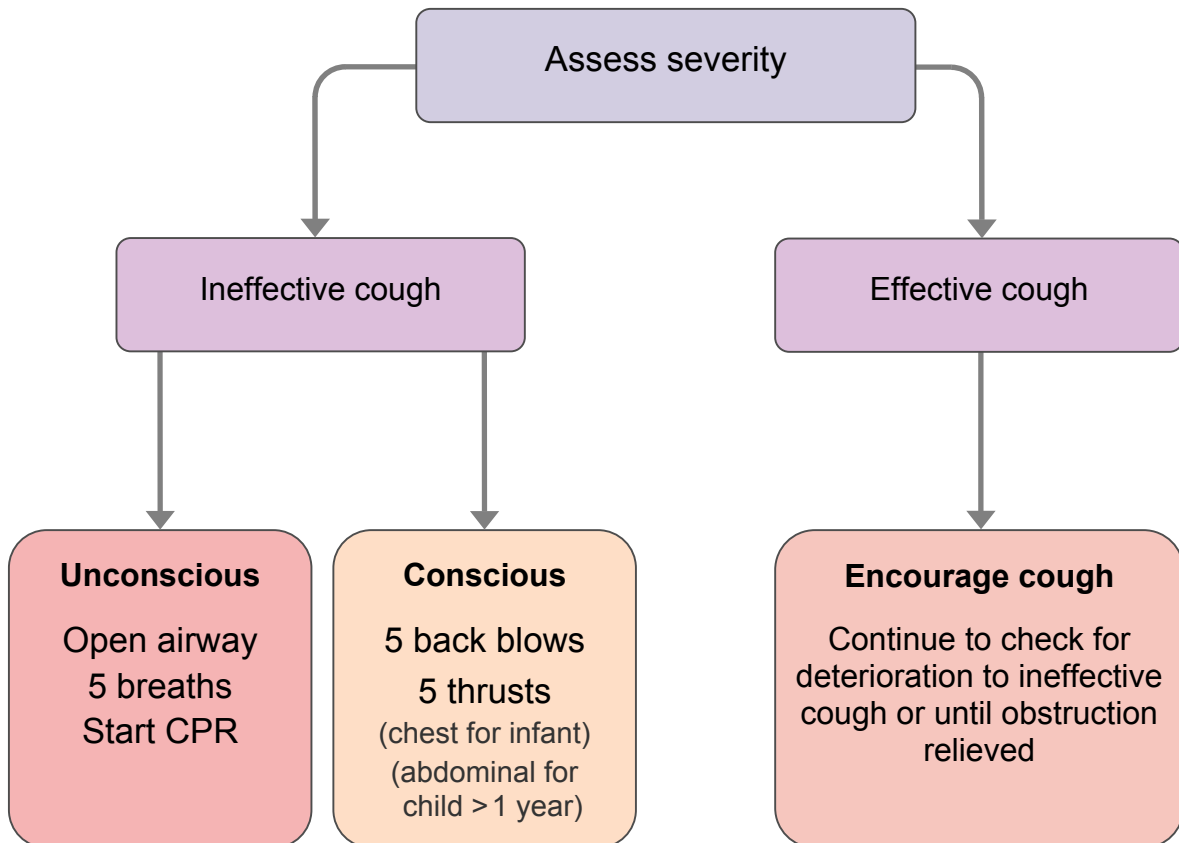 Assess severity
Ineffective cough
Effective cough
Unconscious
Open airway
5 breaths
Start CPR
Conscious
5 back blows
5 thrusts
(chest for infant)
(abdominal for
child >1 year)
Encourage cough
Continue to check for
deterioration to ineffective
cough or until obstruction
relieved